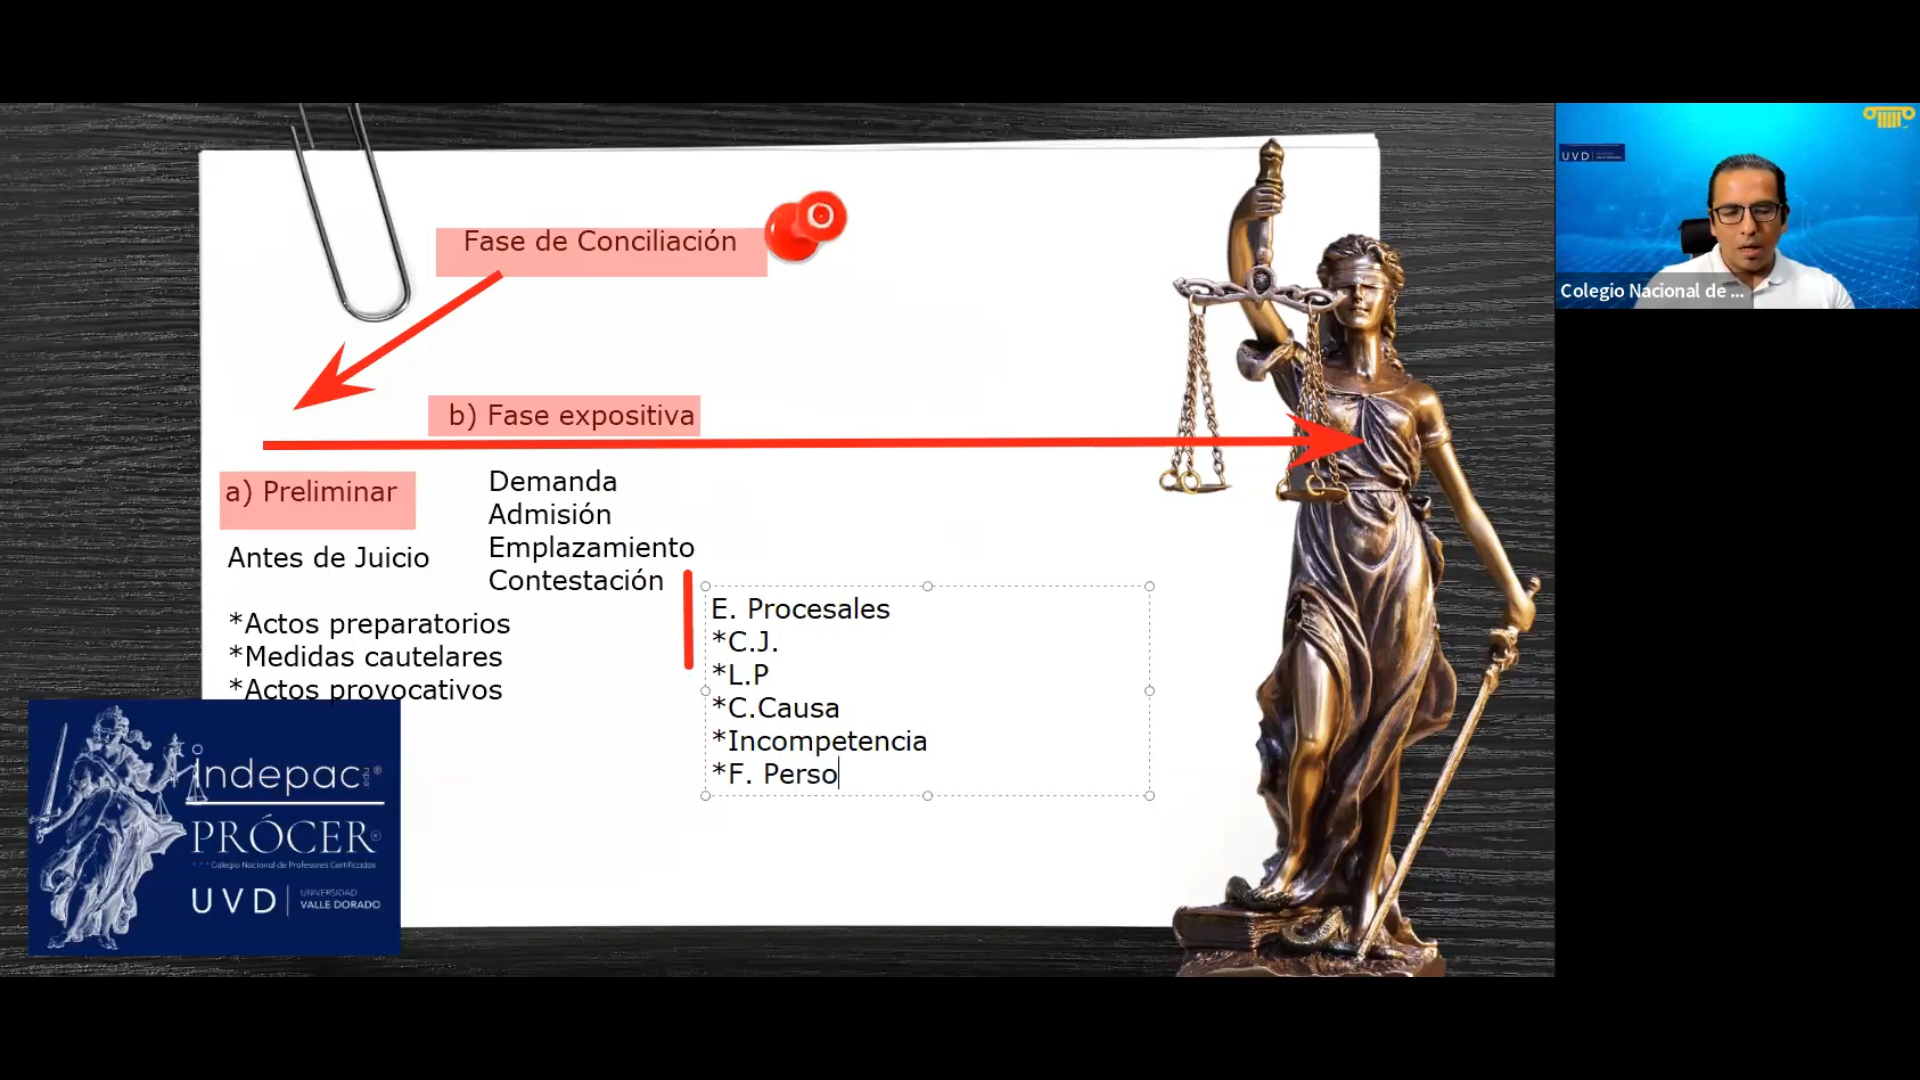 Fase de Conciliación
b) Fase expositiva
a) Preliminar
Antes de Juicio
*Actos preparatorios
*Medidas cautelares
*Actos provocativos
Demanda
Admisión
Emplazamiento
Contestación
E. Procesales
*C.J.
*L.P
*C.Causa
*Incompetencia
*F. Perso
indepac
PRÓCER
Colegio Nacional de Profesores Certificados
UVD
UNIVERSIDAD
VALLE DORADO
UVD
Colegio Nacional de ...